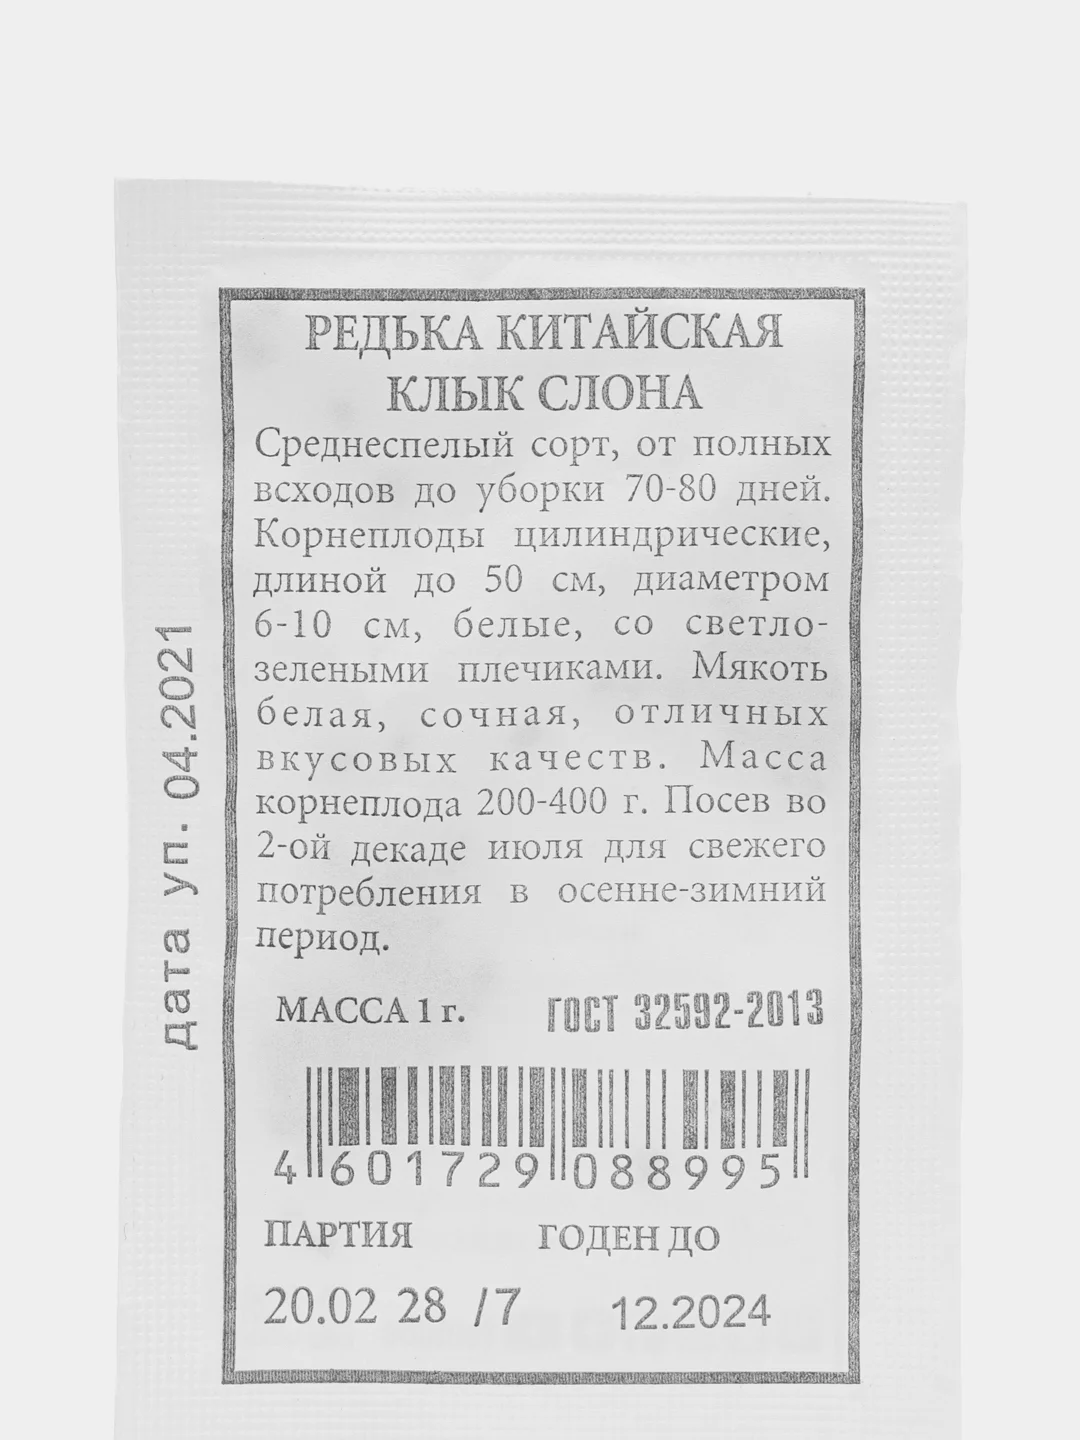 РЕДЬКА КИТАЙСКАЯ
КЛЫК СЛОНА
Среднеспелый сорт, от полных
всходов до уборки 70-80 дней.
Корнеплоды цилиндрические,
длиной до 50 см, диаметром
6-10 см, белые, со светло-
зелеными плечиками. Мякоть
белая, сочная, отличных
вкусовых качеств. Масса
корнеплода 200-400 г. Посев во
2-ой декаде июля для свежего
потребления в осенне-зимний
период.
МАССА 1 г. ГОСТ 32592-2013
4 601729 088995
ПАРТИЯ ГОДЕН ДО
20.02 28 /7 12.2024
дата уп. 04.2021